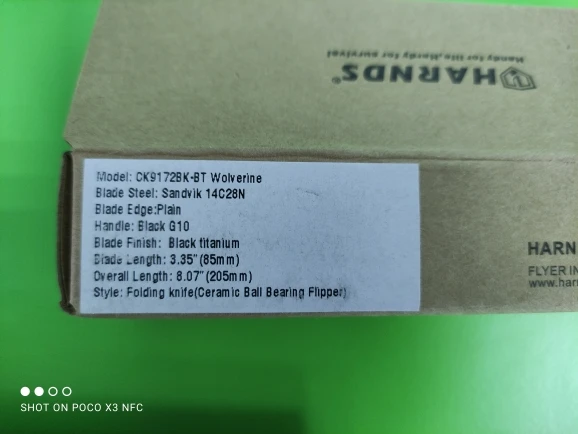 HARNDS®
Handy for life, Hardy for survival
Model: CK9172BK-BT Wolverine
Blade Steel: Sandvik 14C28N
Blade Edge:Plain
Handle: Black G10
Blade Finish: Black titanium
Blade Length: 3.35"(85mm)
Overall Length: 8.07"(205mm)
Style: Folding knife(Ceramic Ball Bearing Flipper)
HARN
FLYER IN
www.harn
SHOT ON POCO X3 NFC